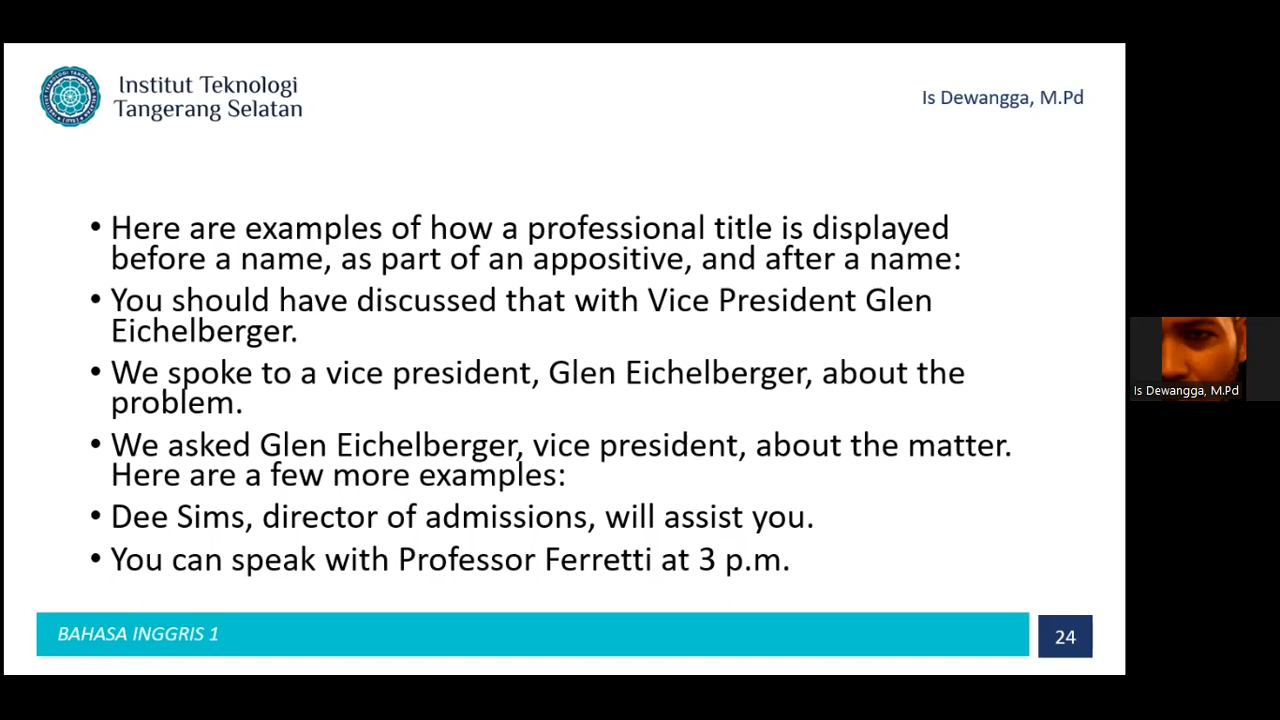 Institut Teknologi
Tangerang Selatan
Is Dewangga, M.Pd
• Here are examples of how a professional title is displayed
before a name, as part of an appositive, and after a name:
• You should have discussed that with Vice President Glen
Eichelberger.
• We spoke to a vice president, Glen Eichelberger, about the
problem.
• We asked Glen Eichelberger, vice president, about the matter.
Here are a few more examples:
• Dee Sims, director of admissions, will assist you.
• You can speak with Professor Ferretti at 3 p.m.
Is Dewangga, M.Pd
BAHASA INGGRIS 1
24